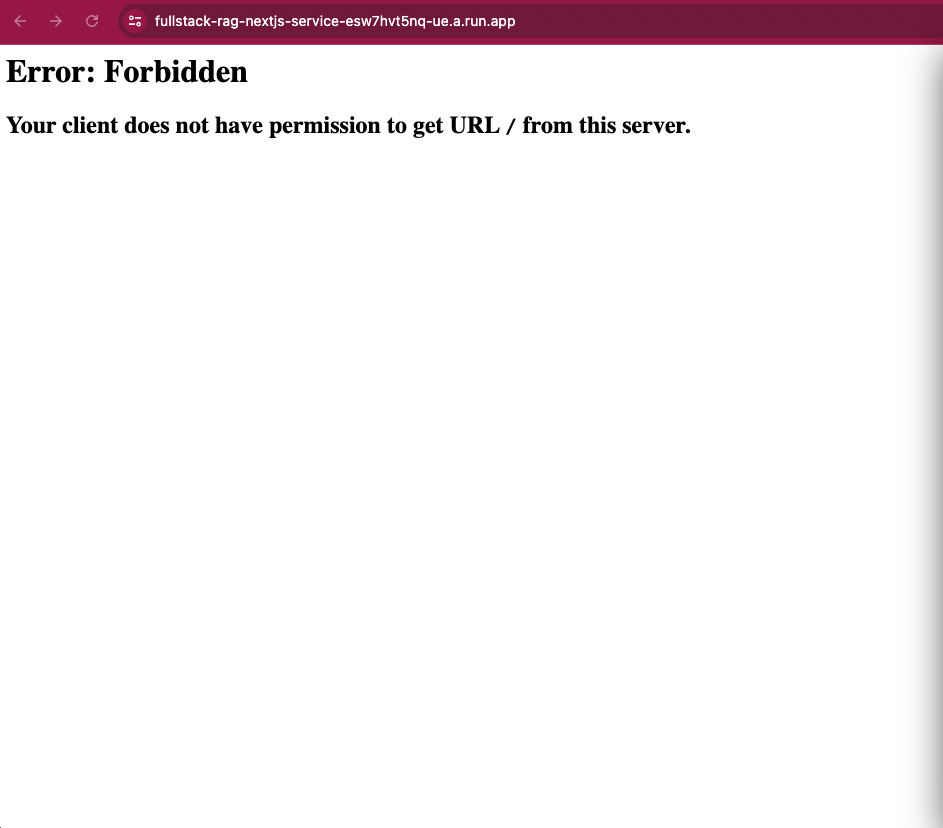 fullstack-rag-nextjs-service-esw7hvt5nq-ue.a.run.app
Error: Forbidden
Your client does not have permission to get URL / from this server.